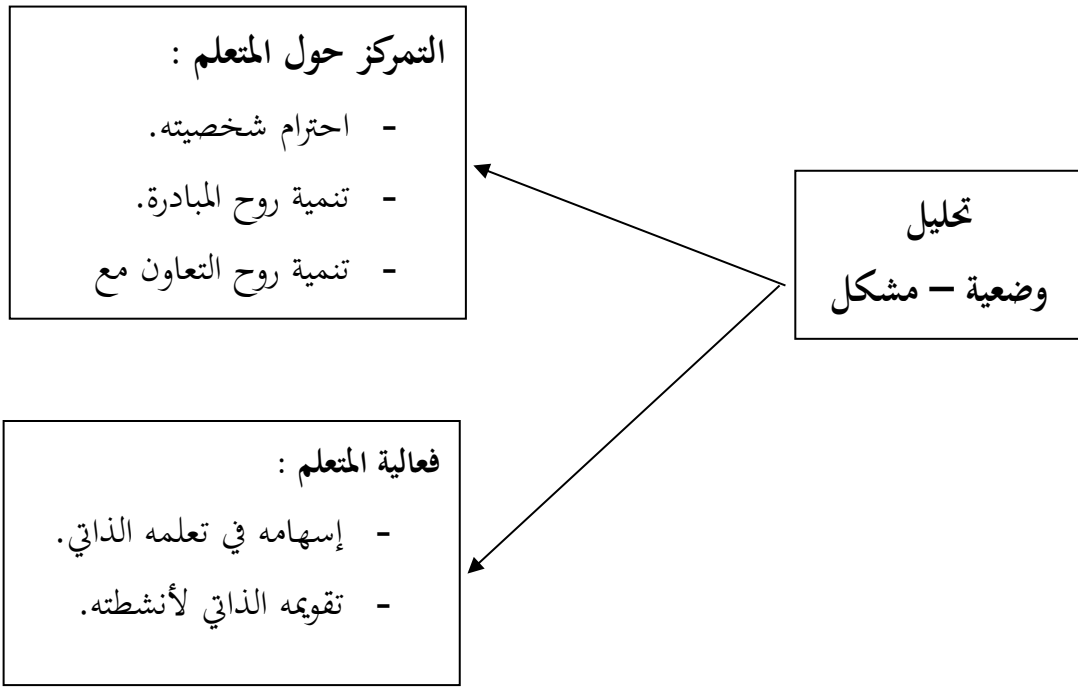 التمركز حول المتعلم :
- احترام شخصيته.
- تنمية روح المبادرة.
- تنمية روح التعاون مع
تحليل
وضعية – مشكل
فعالية المتعلم :
- إسهامه في تعلمه الذاتي.
- تقويمه الذاتي لأنشطته.